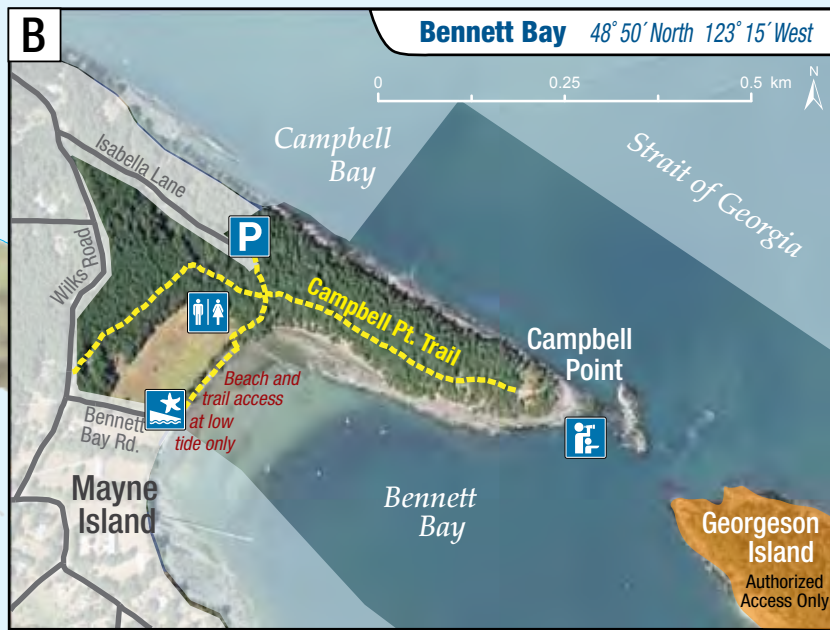 B
Bennett Bay 48° 50´ North 123° 15´ West
0 0.25 0.5 km
N
Campbell
Bay
Strait of Georgia
Isabella Lane
P
Wilks Road
Campbell Pt. Trail
Campbell
Point
Beach and
trail access
at low
tide only
Bennett
Bay Rd.
Mayne
Island
Bennett
Bay
Georgeson
Island
Authorized
Access Only